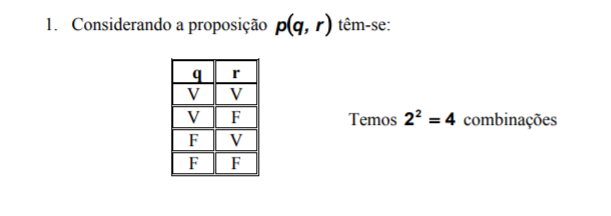 1. Considerando a proposição p(q, r) têm-se:
q r
V V
V F
F V
F F
Temos 2² = 4 combinações